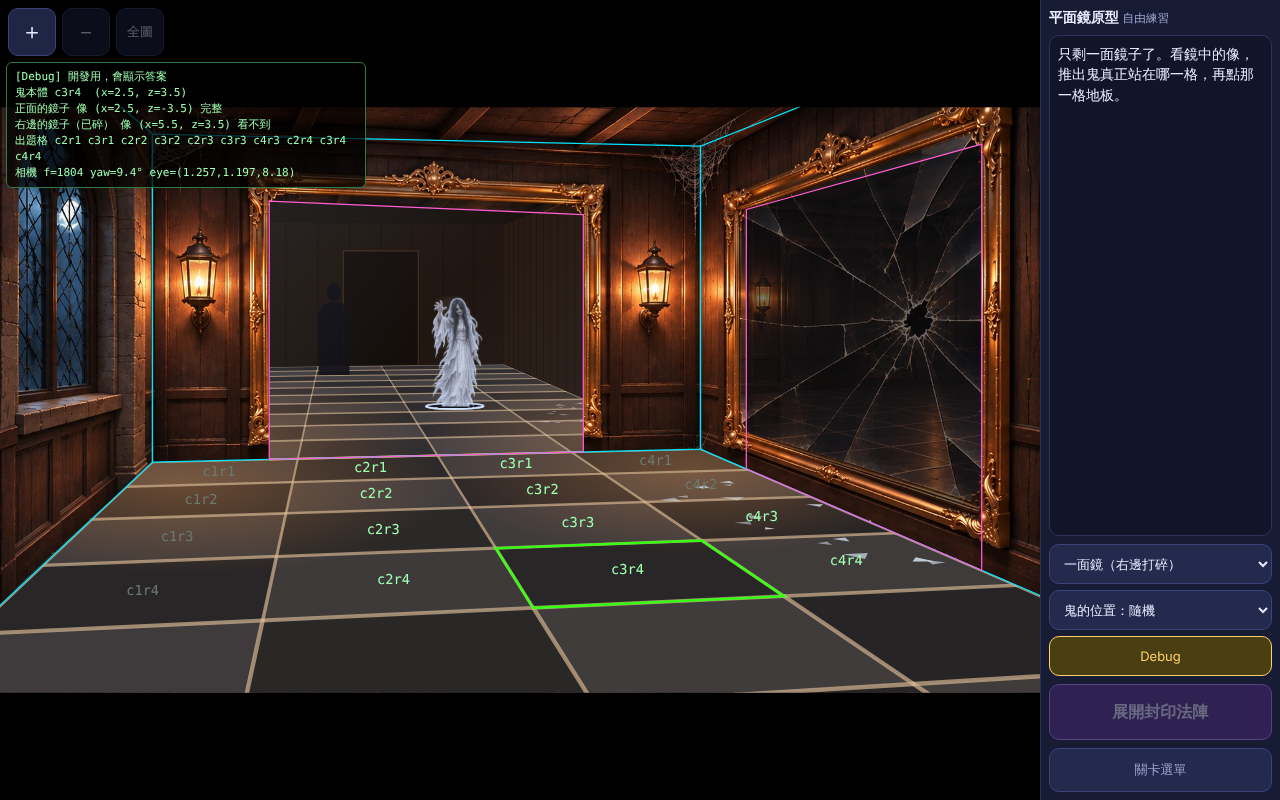 +
−
全圖
[Debug] 開發用，會顯示答案
鬼本體 c3r4  (x=2.5, z=3.5)
正面的鏡子 像 (x=2.5, z=-3.5) 完整
右邊的鏡子（已碎） 像 (x=5.5, z=3.5) 看不到
出題格 c2r1 c3r1 c2r2 c3r2 c2r3 c3r3 c4r3 c2r4 c3r4
c4r4
相機 f=1804 yaw=9.4° eye=(1.257,1.197,8.18)
c1r1
c2r1
c3r1
c4r1
c1r2
c2r2
c3r2
c4r2
c1r3
c2r3
c3r3
c4r3
c1r4
c2r4
c3r4
c4r4
平面鏡原型 自由練習
只剩一面鏡子了。看鏡中的像，
推出鬼真正站在哪一格，再點那
一格地板。
一面鏡（右邊打碎）
鬼的位置：隨機
Debug
展開封印法陣
關卡選單